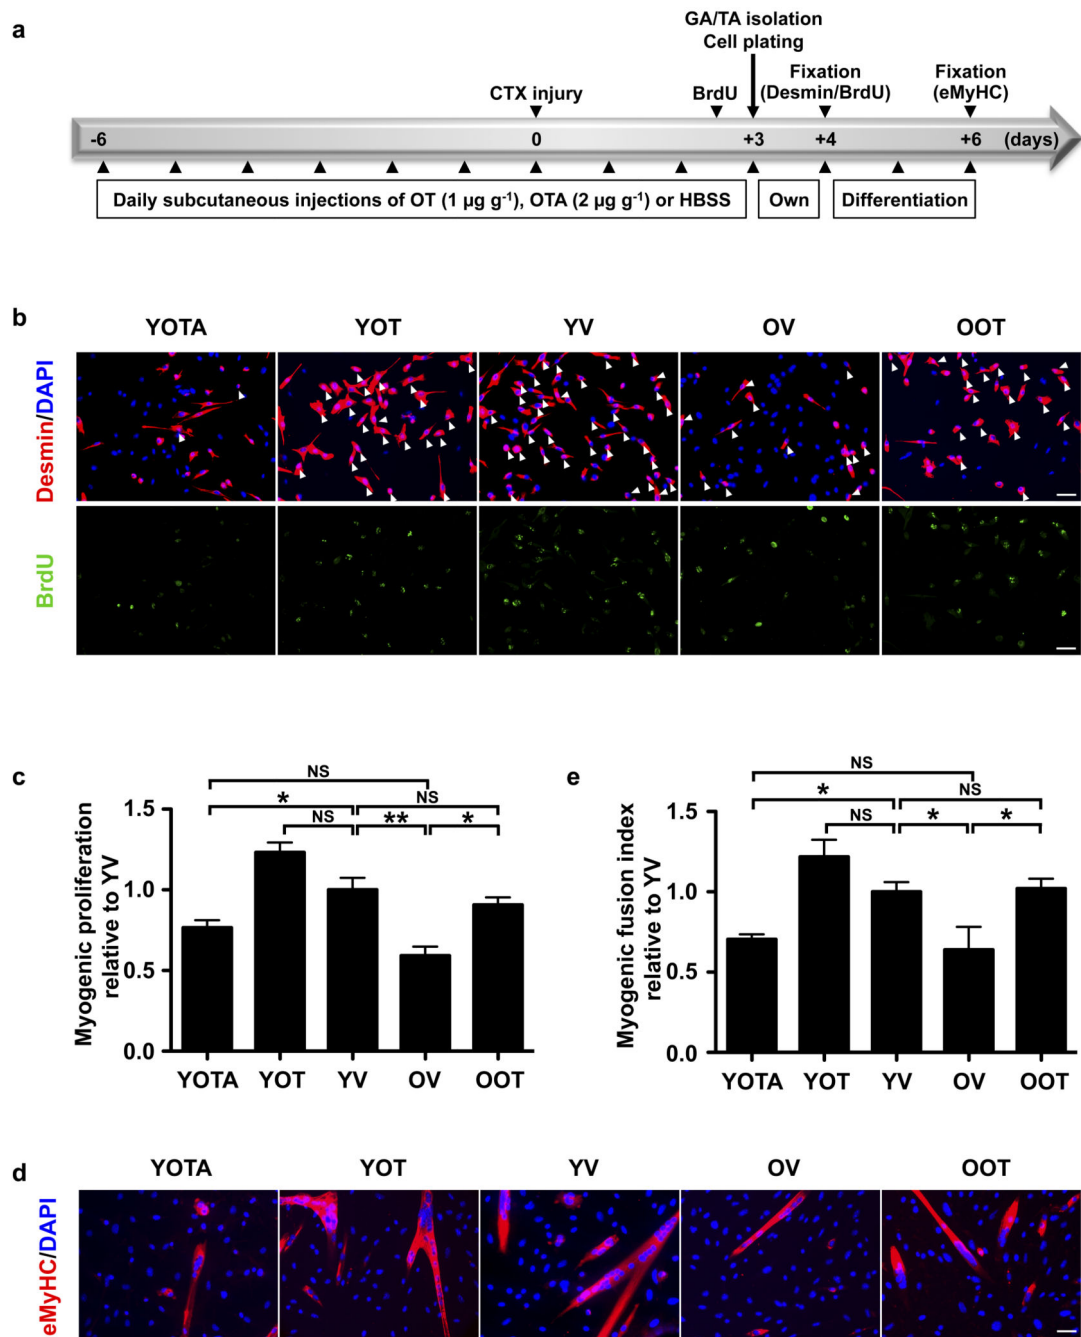 a
GA/TA isolation
Cell plating
CTX injury
BrdU
Fixation
(Desmin/BrdU)
Fixation
(eMyHC)
-6
0
+3
+4
+6
(days)
Daily subcutaneous injections of OT (1 µg g⁻¹), OTA (2 µg g⁻¹) or HBSS
Own
Differentiation
b
YOTA YOT YV OV OOT
Desmin/DAPI
BrdU
c
NS
* NS
NS ** *
Myogenic proliferation
relative to YV
1.5
1.0
0.5
0.0
YOTA YOT YV OV OOT
e
NS
* NS
NS * *
Myogenic fusion index
relative to YV
1.5
1.0
0.5
0.0
YOTA YOT YV OV OOT
d
YOTA YOT YV OV OOT
eMyHC/DAPI